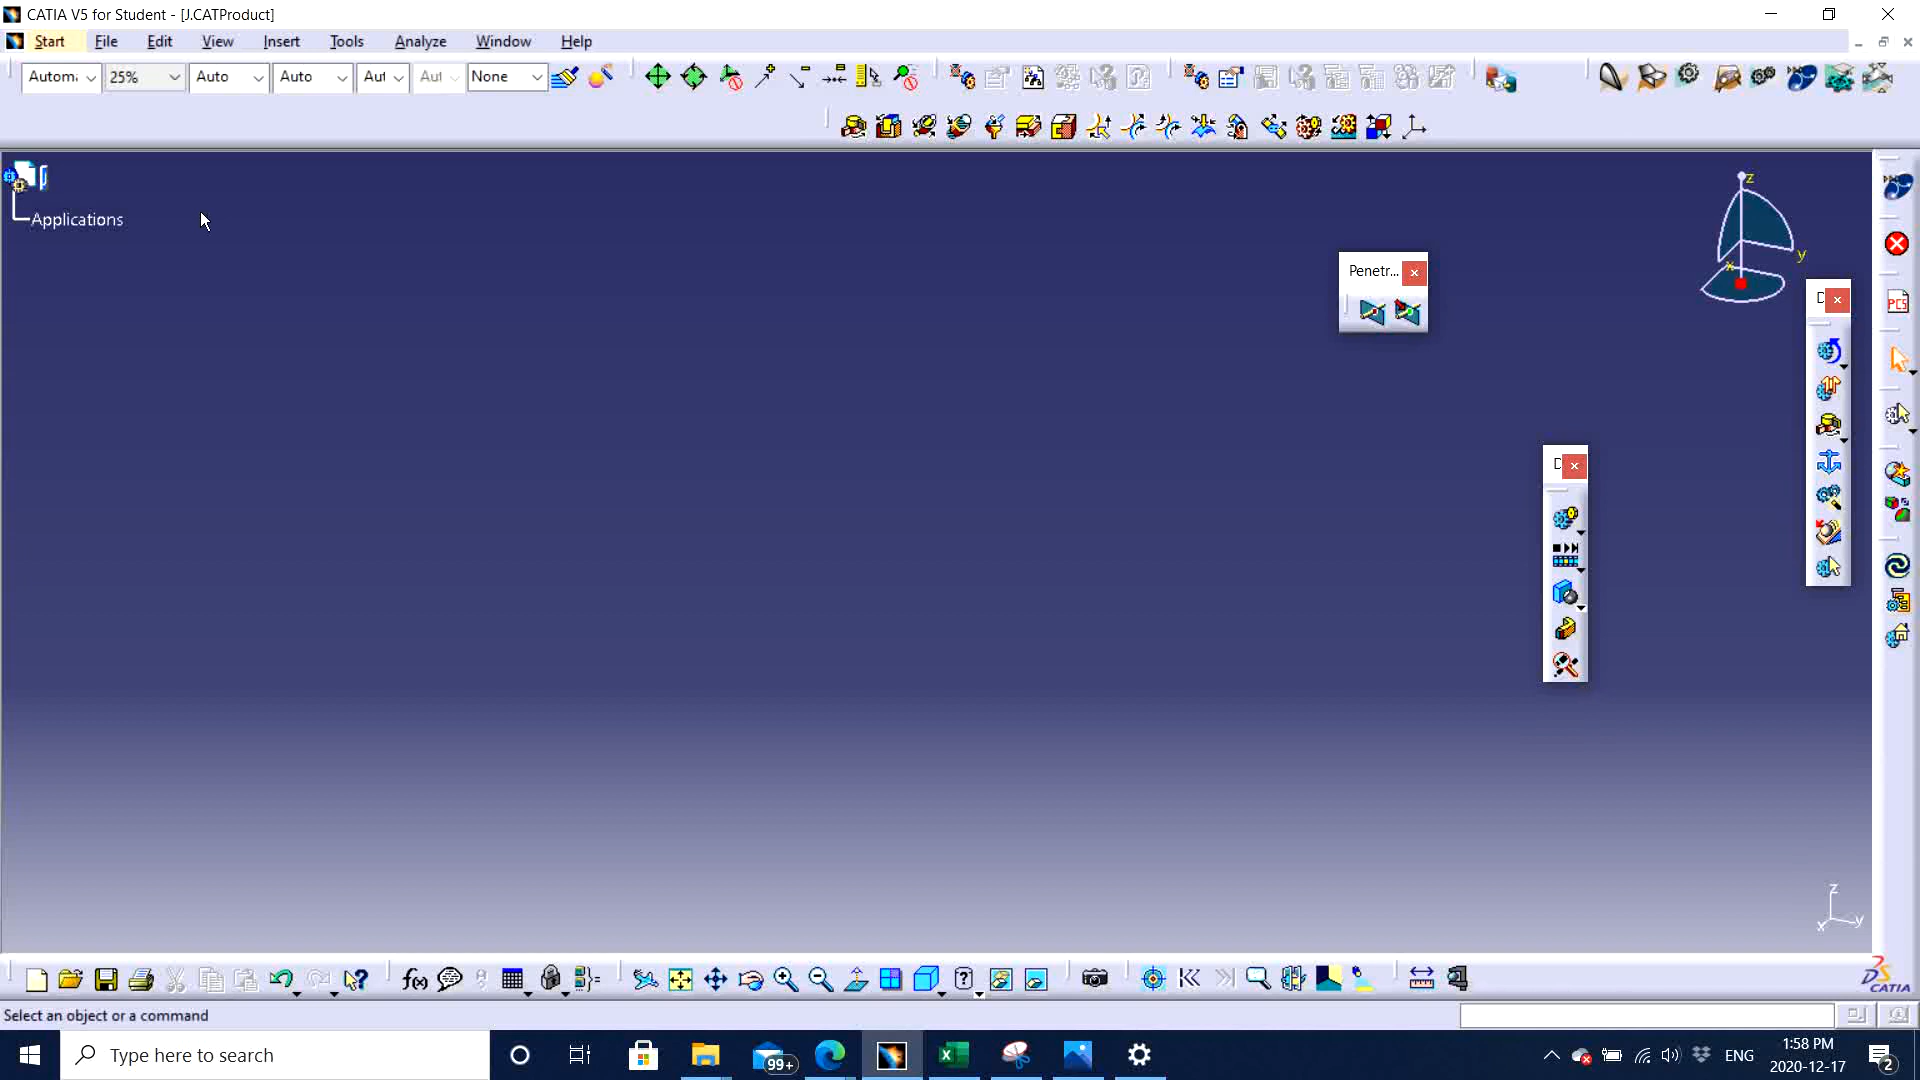 CATIA V5 for Student - [J.CATProduct]
Start File Edit View Insert Tools Analyze Window Help
25% Auto Auto Aut Aut None
Applications
z
y
x
Penetr...
PCS
z
y
x
f(x)
CATIA
Select an object or a command
Type here to search
99+
ENG
1:58 PM
2020-12-17
2